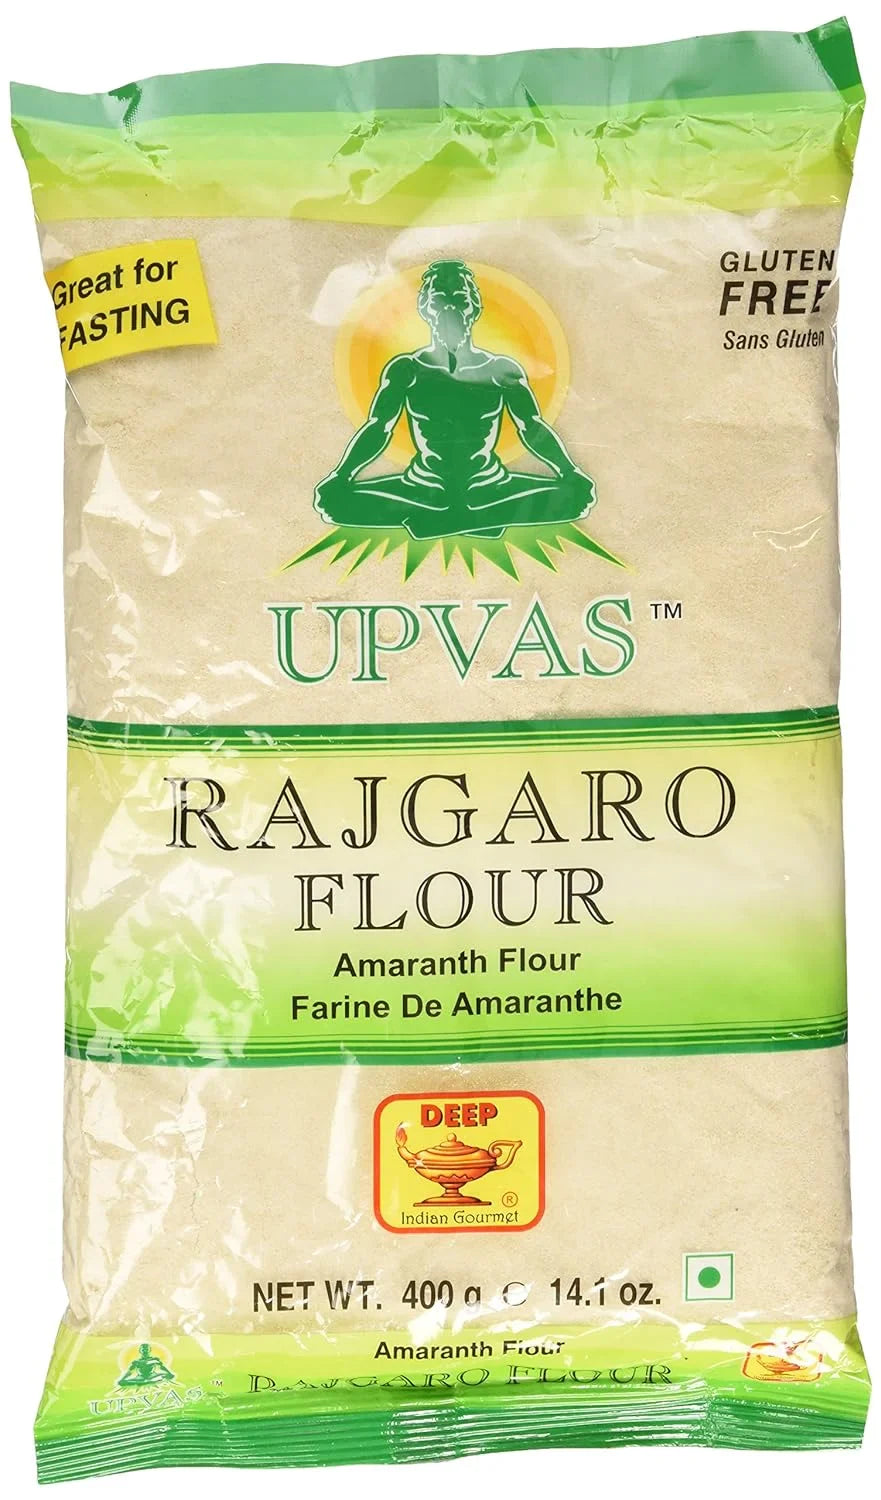 Great for
FASTING
GLUTEN
FREE
Sans Gluten
UPVAS™
RAJGARO
FLOUR
Amaranth Flour
Farine De Amaranthe
DEEP
®
Indian Gourmet
NET WT. 400 g ℮ 14.1 oz.
Amaranth Flour
UPVAS™
RAJGARO FLOUR